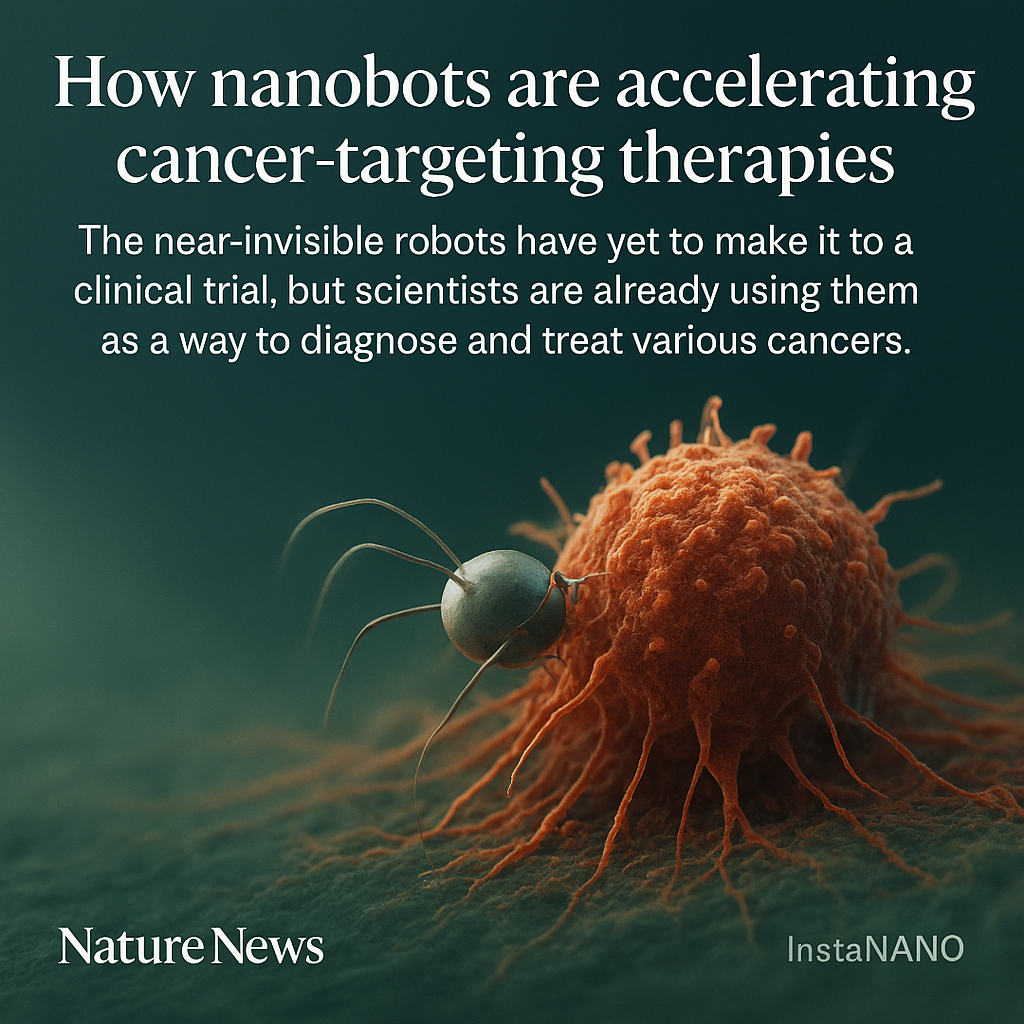 How nanobots are accelerating
cancer-targeting therapies
The near-invisible robots have yet to make it to a
clinical trial, but scientists are already using them
as a way to diagnose and treat various cancers.
Nature News
InstaNANO